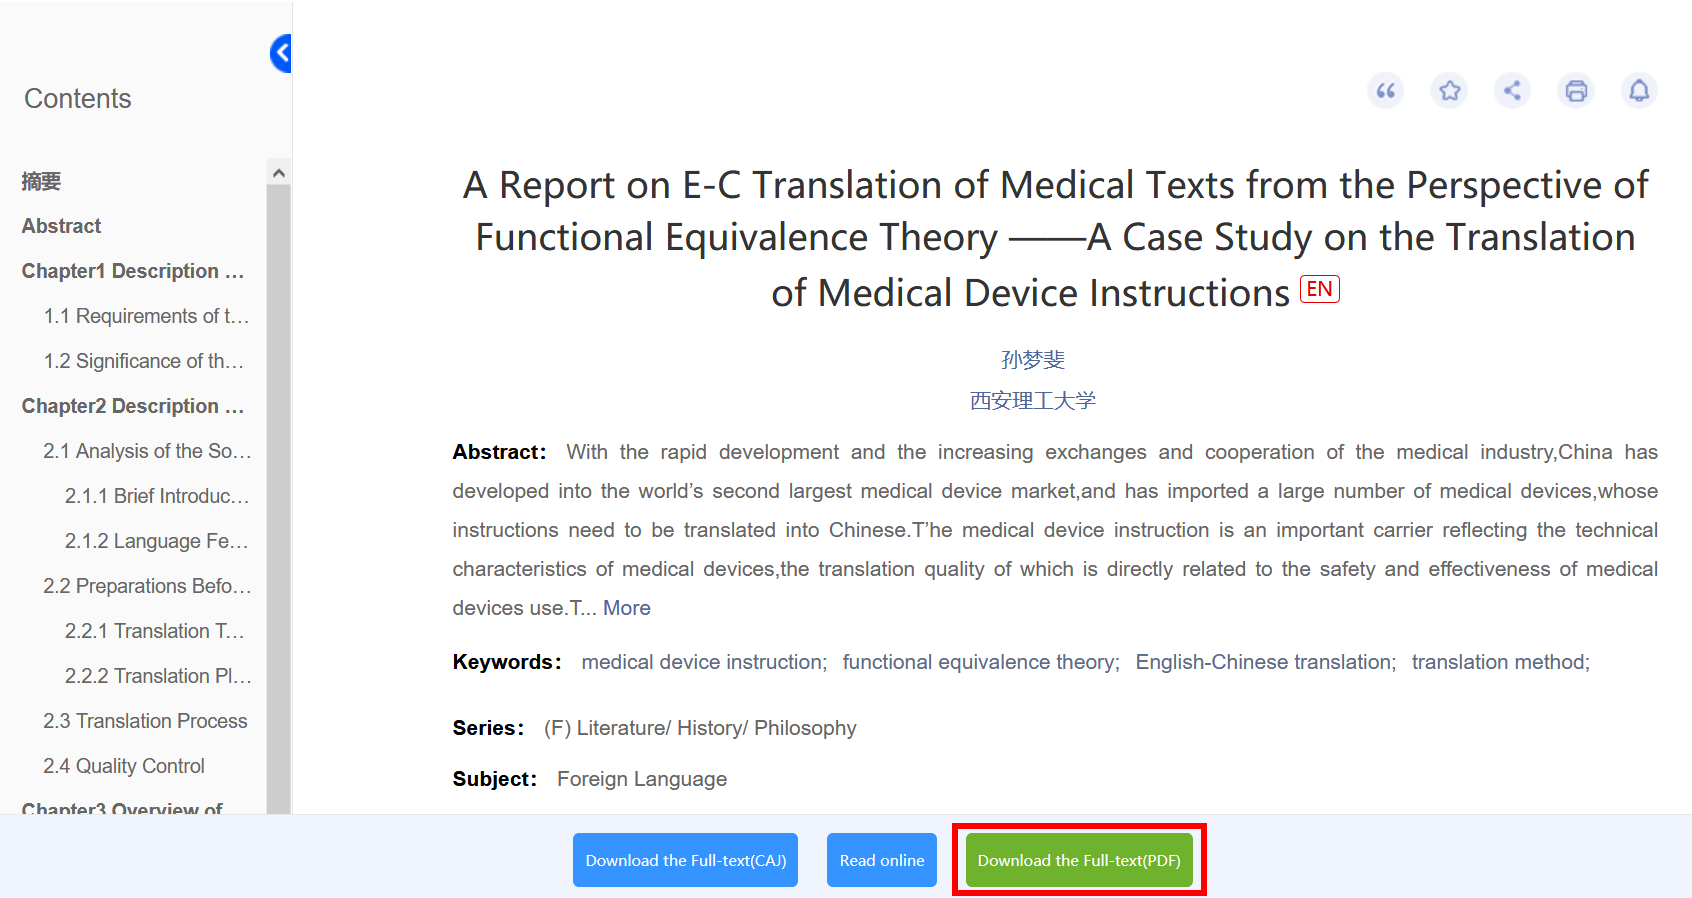 Contents
摘要
Abstract
Chapter1 Description ...
1.1 Requirements of t...
1.2 Significance of th...
Chapter2 Description ...
2.1 Analysis of the So...
2.1.1 Brief Introduc...
2.1.2 Language Fe...
2.2 Preparations Befo...
2.2.1 Translation T...
2.2.2 Translation Pl...
2.3 Translation Process
2.4 Quality Control
Chapter3 Overview of
A Report on E-C Translation of Medical Texts from the Perspective of
Functional Equivalence Theory ——A Case Study on the Translation
of Medical Device Instructions EN
孙梦斐
西安理工大学
Abstract： With the rapid development and the increasing exchanges and cooperation of the medical industry,China has
developed into the world’s second largest medical device market,and has imported a large number of medical devices,whose
instructions need to be translated into Chinese.T’he medical device instruction is an important carrier reflecting the technical
characteristics of medical devices,the translation quality of which is directly related to the safety and effectiveness of medical
devices use.T... More
Keywords： medical device instruction; functional equivalence theory; English-Chinese translation; translation method;
Series： (F) Literature/ History/ Philosophy
Subject： Foreign Language
Download the Full-text(CAJ) Read online Download the Full-text(PDF)